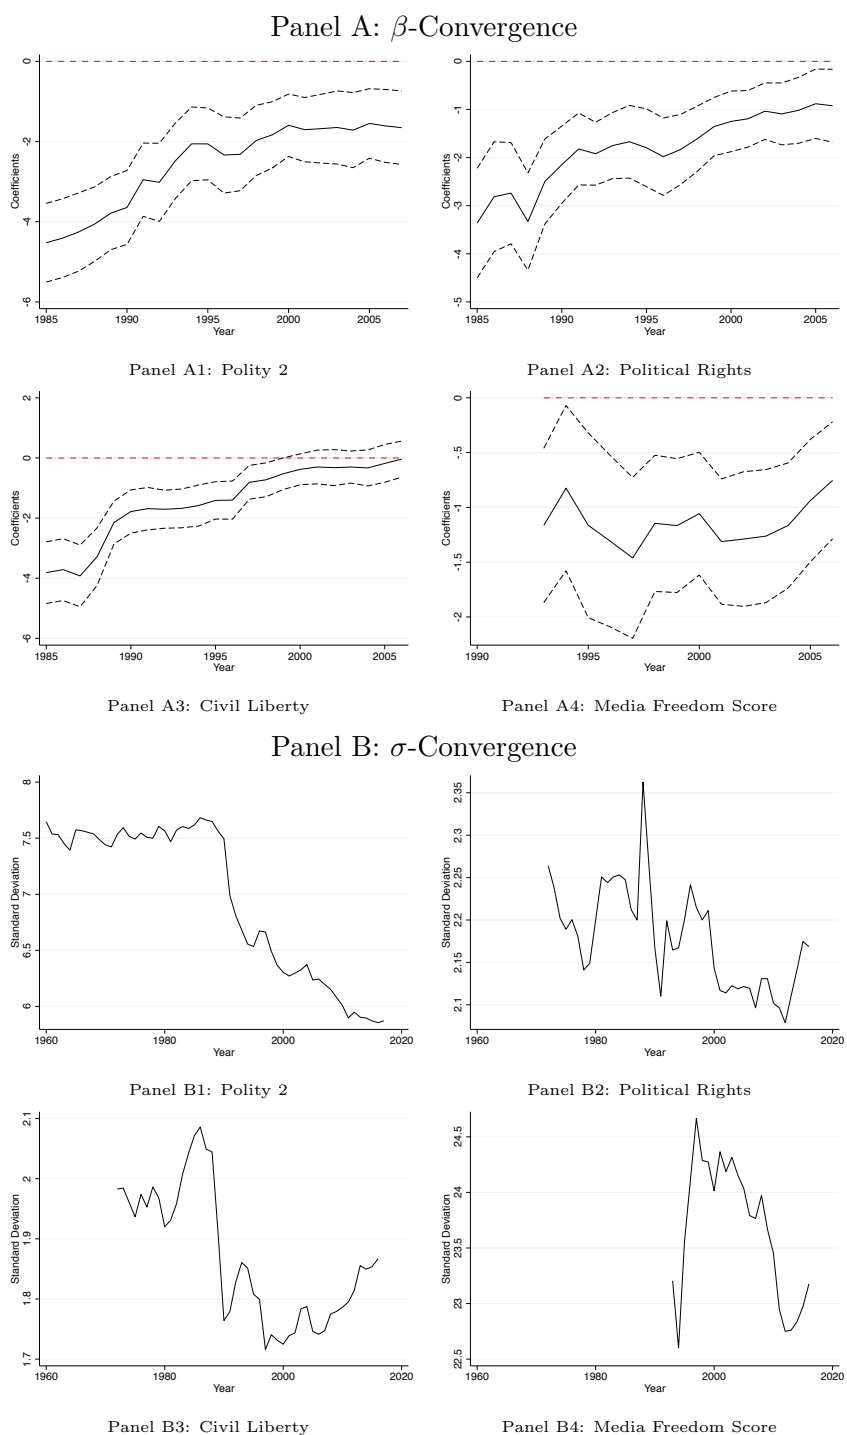 Panel A: β-Convergence
Coefficients
0
-2
-4
-6
1985 1990 1995 2000 2005
Year
Panel A1: Polity 2
Coefficients
0
-1
-2
-3
-4
-5
1985 1990 1995 2000 2005
Year
Panel A2: Political Rights
Coefficients
2
0
-2
-4
-6
1985 1990 1995 2000 2005
Year
Panel A3: Civil Liberty
Coefficients
0
-.5
-1
-1.5
-2
1990 1995 2000 2005
Year
Panel A4: Media Freedom Score
Panel B: σ-Convergence
Standard Deviation
8
7.5
7
6.5
6
1960 1980 2000 2020
Year
Panel B1: Polity 2
Standard Deviation
2.35
2.3
2.25
2.2
2.15
2.1
1960 1980 2000 2020
Year
Panel B2: Political Rights
Standard Deviation
2.1
2
1.9
1.8
1.7
1960 1980 2000 2020
Year
Panel B3: Civil Liberty
Standard Deviation
24.5
24
23.5
23
22.5
1960 1980 2000 2020
Year
Panel B4: Media Freedom Score